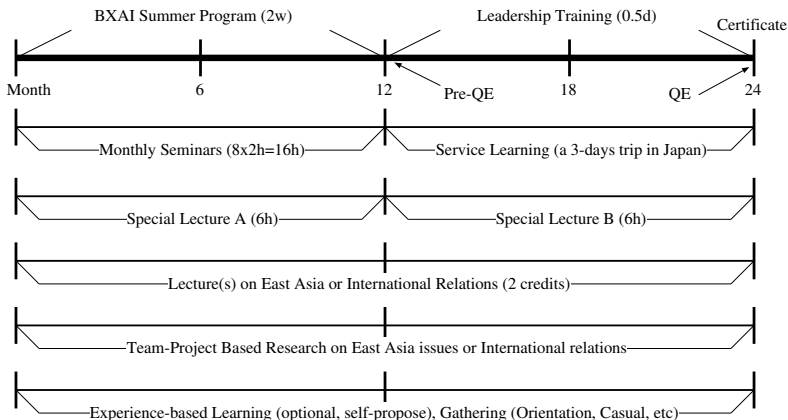 BXAI Summer Program (2w)
Leadership Training (0.5d)
Certificate
Month
6
12
Pre-QE
18
QE
24
Monthly Seminars (8x2h=16h)
Service Learning (a 3-days trip in Japan)
Special Lecture A (6h)
Special Lecture B (6h)
Lecture(s) on East Asia or International Relations (2 credits)
Team-Project Based Research on East Asia issues or International relations
Experience-based Learning (optional, self-propose), Gathering (Orientation, Casual, etc)